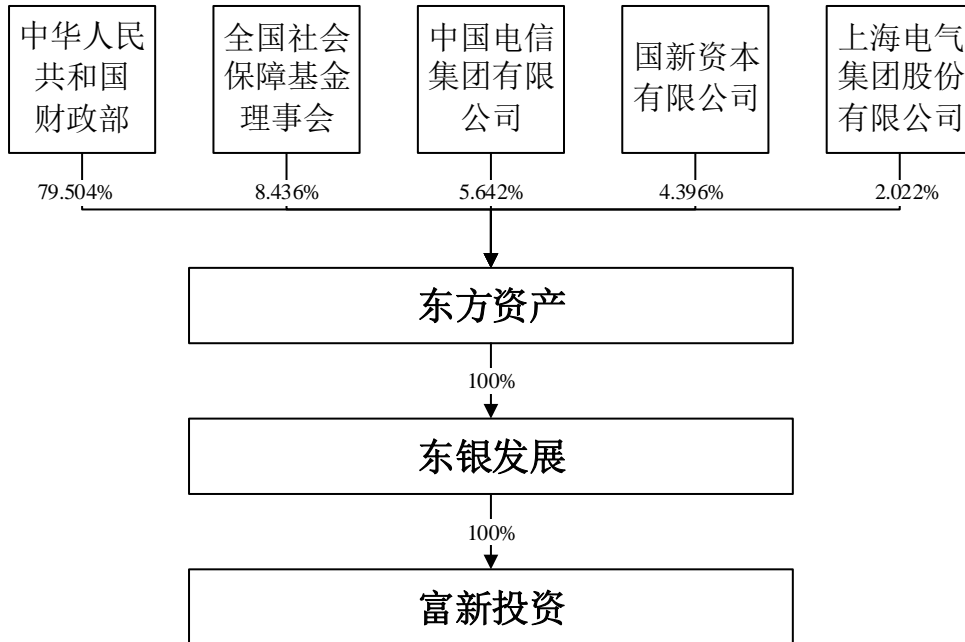 中华人民
共和国
财政部
全国社会
保障基金
理事会
中国电信
集团有限
公司
国新资本
有限公司
上海电气
集团股份
有限公司
79.504%
8.436%
5.642%
4.396%
2.022%
东方资产
100%
东银发展
100%
富新投资